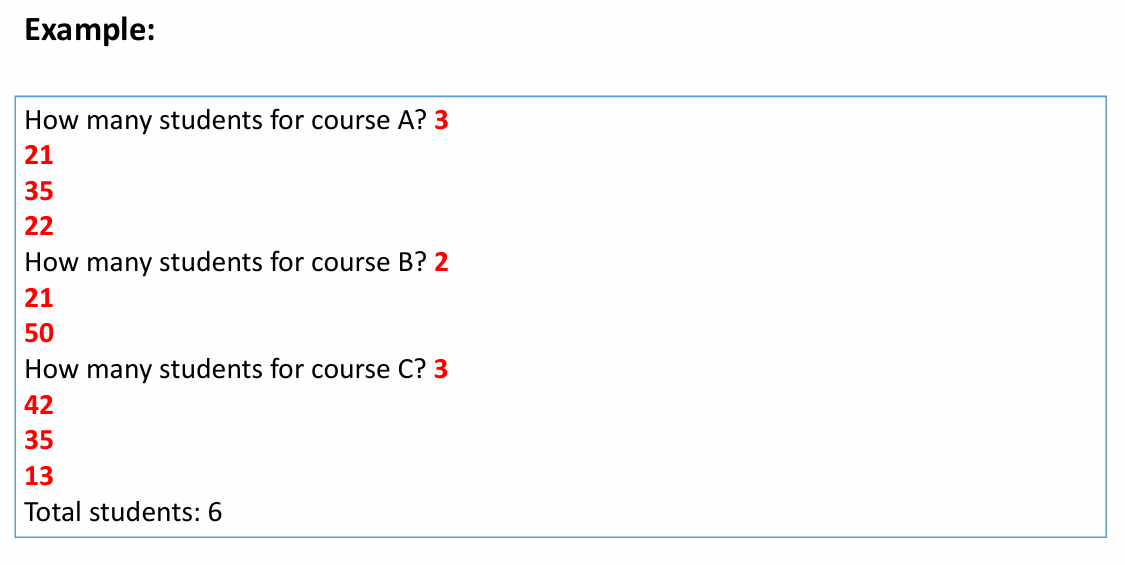 Example:
How many students for course A? 3
21
35
22
How many students for course B? 2
21
50
How many students for course C? 3
42
35
13
Total students: 6